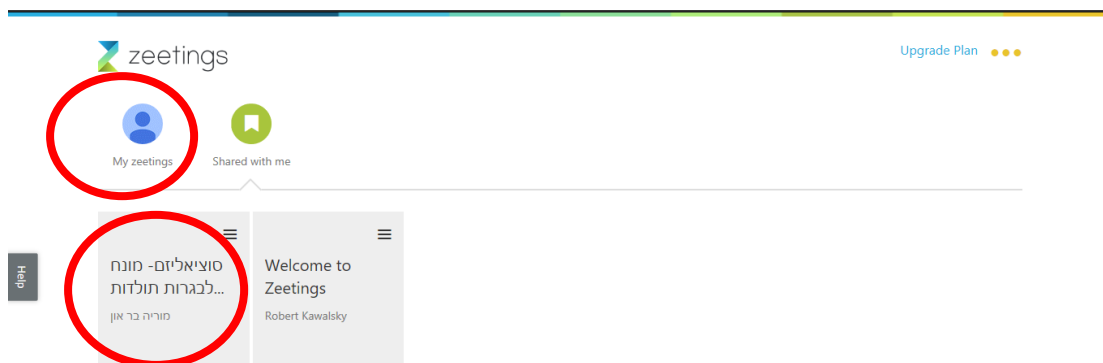 zeetings
Upgrade Plan
My zeetings
Shared with me
Help
סוציאליזם- מונח
לבגרות תולדות...
מוריה בר און
Welcome to
Zeetings
Robert Kawalsky